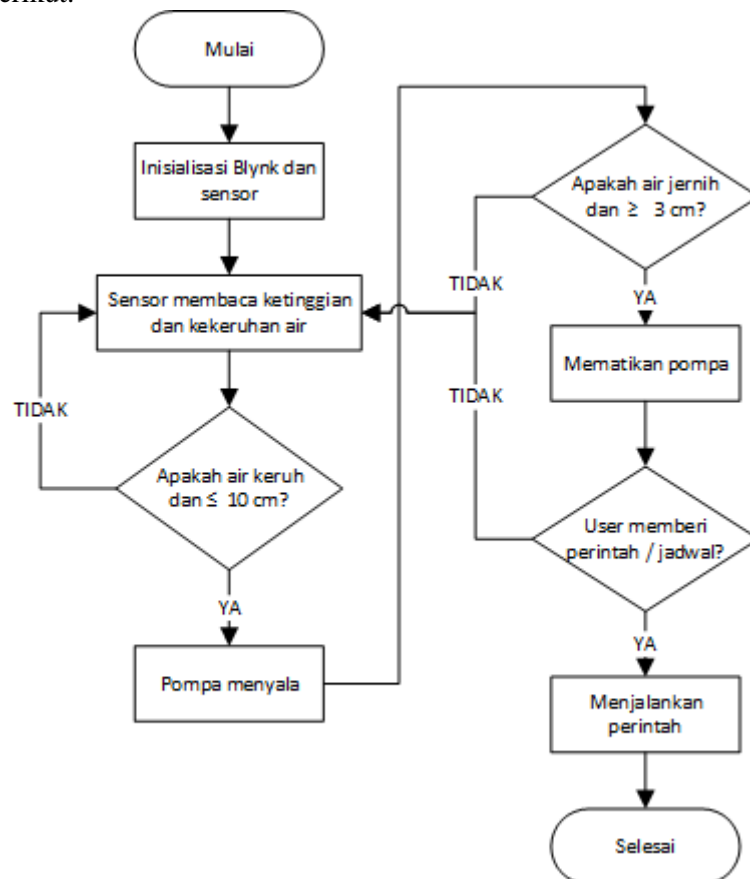 Mulai
Inisialisasi Blynk dan
sensor
Sensor membaca ketinggian
dan kekeruhan air
TIDAK
Apakah air keruh
dan ≤ 10 cm?
YA
Pompa menyala
Apakah air jernih
dan ≥ 3 cm?
TIDAK
YA
Mematikan pompa
TIDAK
User memberi
perintah / jadwal?
YA
Menjalankan
perintah
Selesai